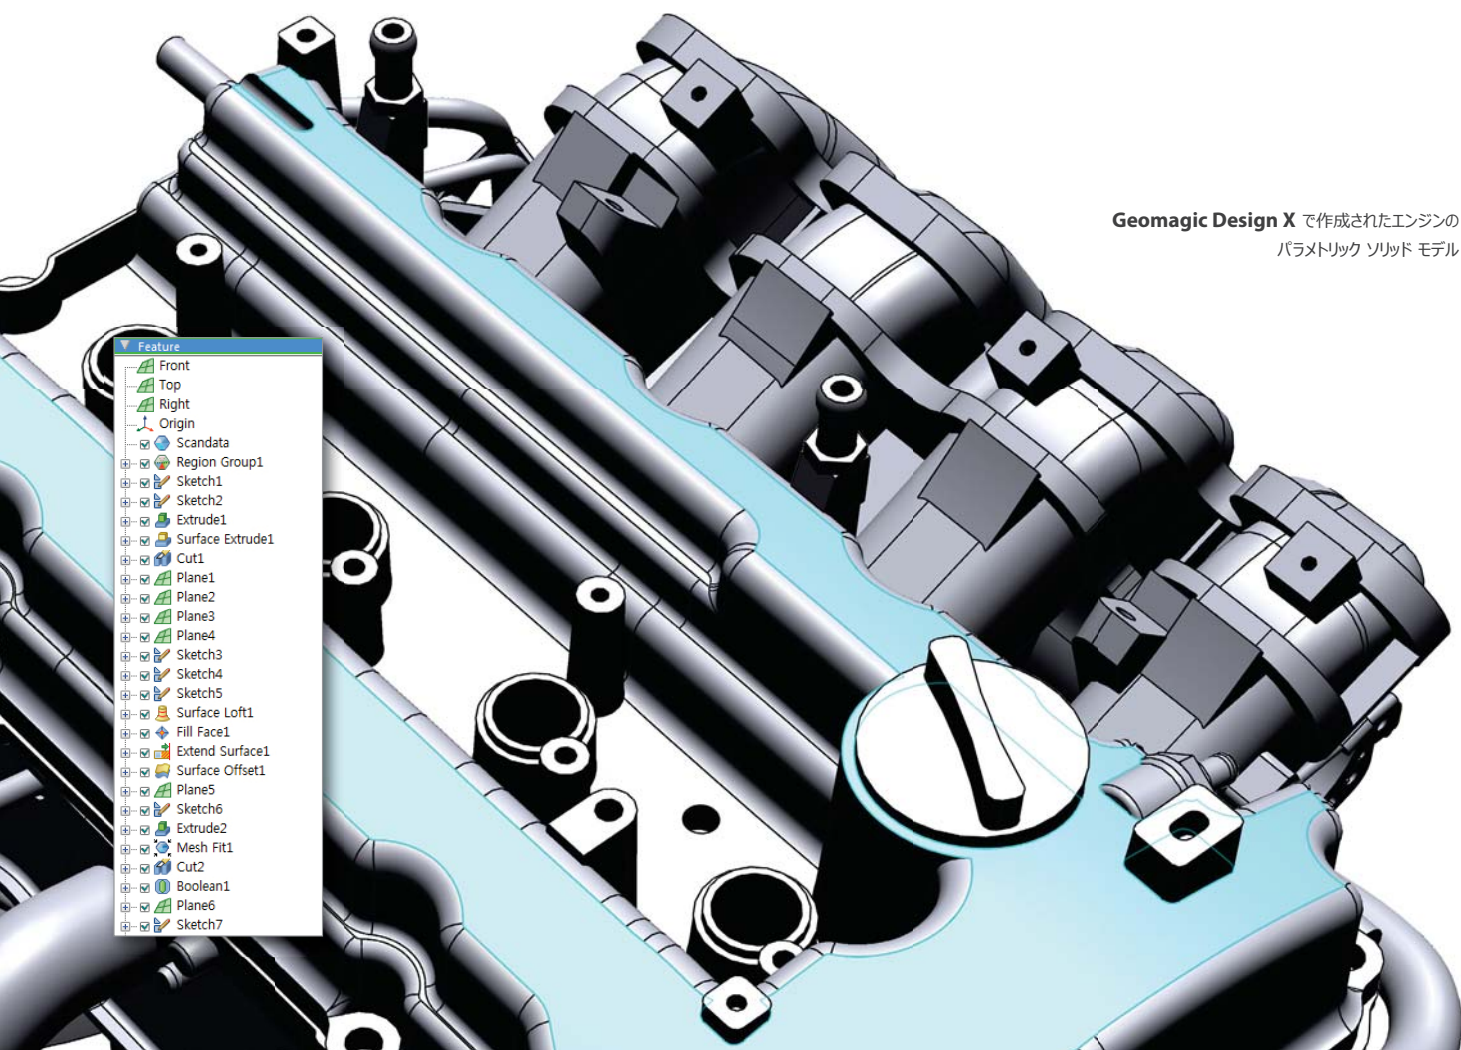 Geomagic Design X で作成されたエンジンの
パラメトリック ソリッド モデル
Feature
Front
Top
Right
Origin
Scandata
Region Group1
Sketch1
Sketch2
Extrude1
Surface Extrude1
Cut1
Plane1
Plane2
Plane3
Plane4
Sketch3
Sketch4
Sketch5
Surface Loft1
Fill Face1
Extend Surface1
Surface Offset1
Plane5
Sketch6
Extrude2
Mesh Fit1
Cut2
Boolean1
Plane6
Sketch7